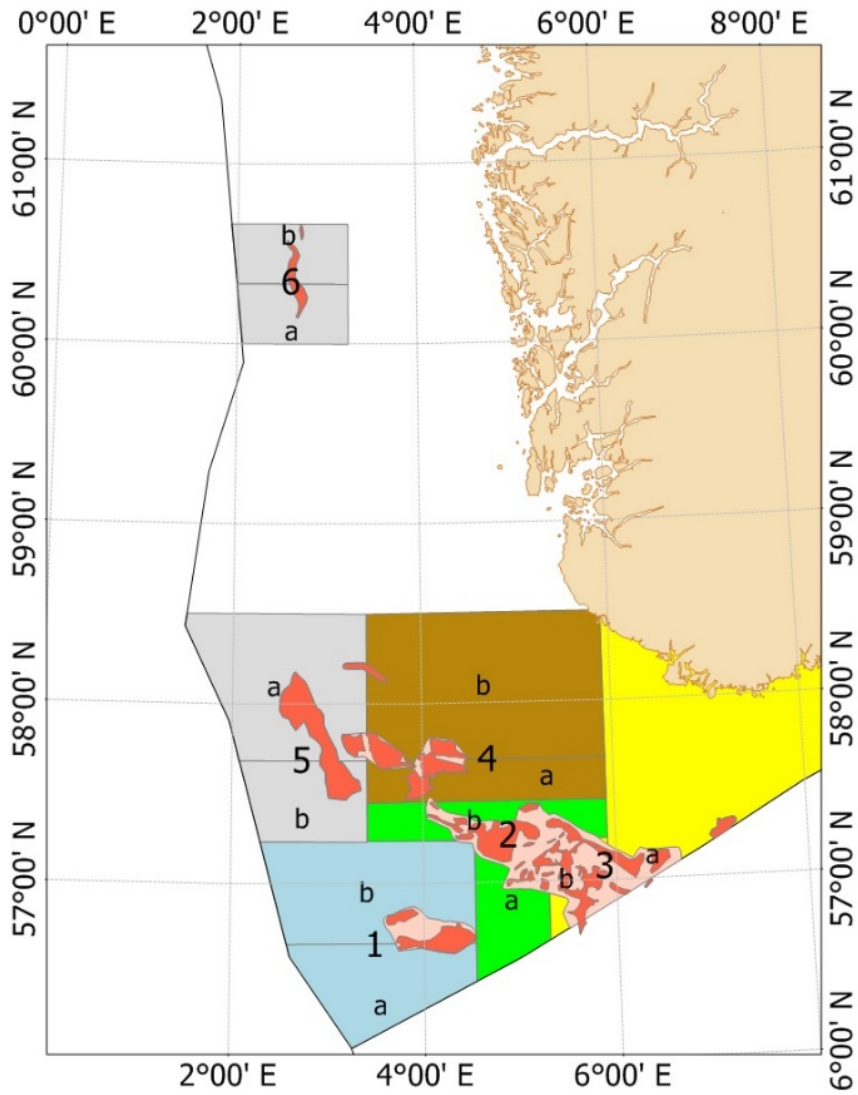 0°00' E 2°00' E 4°00' E 6°00' E 8°00' E
61°00' N 61°00' N
b
6
a
60°00' N 60°00' N
59°00' N 59°00' N
a b
58°00' N 58°00' N
5 4
a
b b 2
3 a
b
57°00' N 57°00' N
b a
1
a
6°00' N
2°00' E 4°00' E 6°00' E